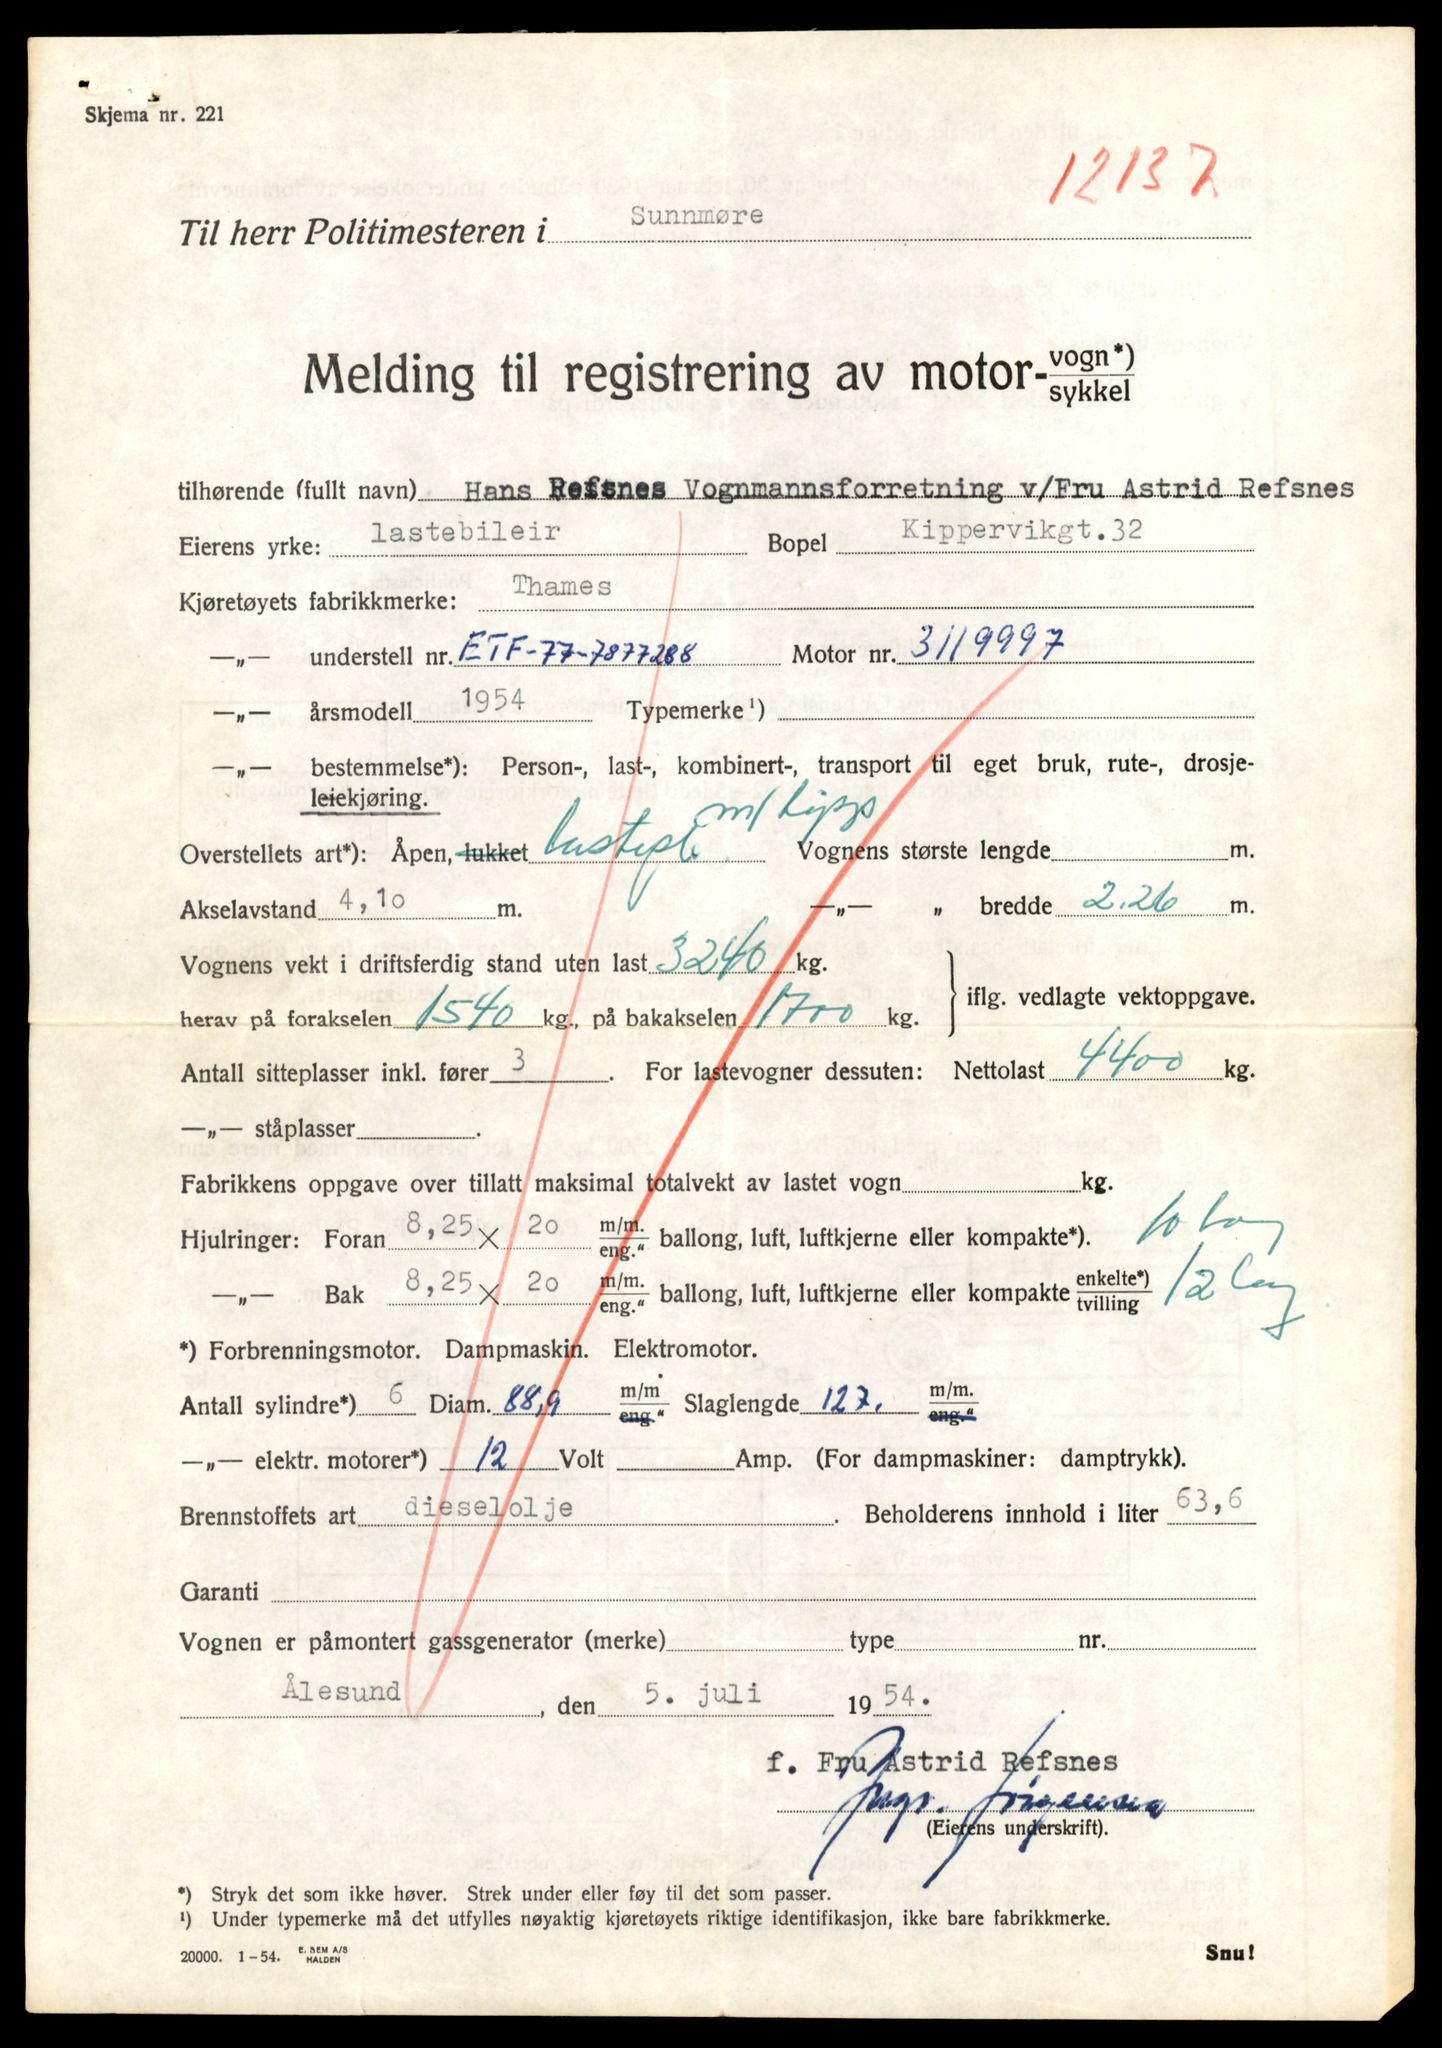 Skjema nr. 221
12137
Til herr Politimesteren i Sunnmøre
Melding til registrering av motor- vogn*) / sykkel
tilhørende (fullt navn) Hans Refsnes Vognmannsforretning v/Fru Astrid Refsnes
Eierens yrke: lastebileir Bopel Kippervikgt.32
Kjøretøyets fabrikkmerke: Thames
—„— understell nr. ETF-77-7877288 Motor nr. 3119997
—„— årsmodell 1954 Typemerke ¹)
—„— bestemmelse*): Person-, last-, kombinert-, transport til eget bruk, rute-, drosje-
leiekjøring.
Overstellets art*): Åpen, lukket lastepl. m/tipp Vognens største lengde m.
Akselavstand 4,10 m. —„— „ bredde 2.26 m.
Vognens vekt i driftsferdig stand uten last 3240 kg.
herav på forakselen 1540 kg., på bakakselen 1700 kg. iflg. vedlagte vektoppgave.
Antall sitteplasser inkl. fører 3 . For lastevogner dessuten: Nettolast 4400 kg.
—„— ståplasser .
Fabrikkens oppgave over tillatt maksimal totalvekt av lastet vogn kg.
Hjulringer: Foran 8,25 × 20 m/m. / eng.“ ballong, luft, luftkjerne eller kompakte*). 10 lag
—„— Bak 8,25 × 20 m/m. / eng.“ ballong, luft, luftkjerne eller kompakte enkelte*) / tvilling 12 lag
*) Forbrenningsmotor. Dampmaskin. Elektromotor.
Antall sylindre*) 6 Diam. 88,9 m/m / eng.“ Slaglengde 127. m/m. / eng.“
—„— elektr. motorer*) 12 Volt Amp. (For dampmaskiner: damptrykk).
Brennstoffets art dieselolje . Beholderens innhold i liter 63,6
Garanti
Vognen er påmontert gassgenerator (merke) type nr.
Ålesund , den 5. juli 1954.
f. Fru Astrid Refsnes
Jørgensen
(Eierens underskrift).
*) Stryk det som ikke høver. Strek under eller føy til det som passer.
¹) Under typemerke må det utfylles nøyaktig kjøretøyets riktige identifikasjon, ikke bare fabrikkmerke.
20000. 1–54. E. SEM A/S HALDEN
Snu!